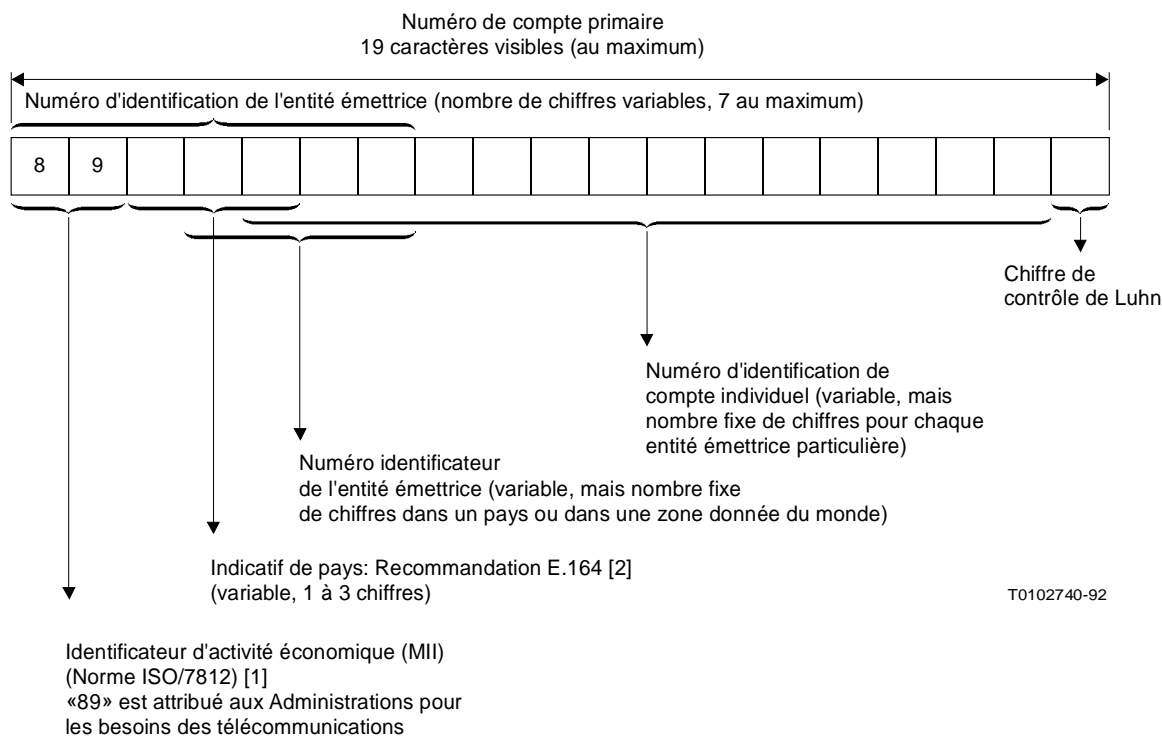 Numéro de compte primaire
19 caractères visibles (au maximum)
Numéro d'identification de l'entité émettrice (nombre de chiffres variables, 7 au maximum)
8 9
Chiffre de
contrôle de Luhn
Numéro d'identification de
compte individuel (variable, mais
nombre fixe de chiffres pour chaque
entité émettrice particulière)
Numéro identificateur
de l'entité émettrice (variable, mais nombre fixe
de chiffres dans un pays ou dans une zone donnée du monde)
Indicatif de pays: Recommandation E.164 [2]
(variable, 1 à 3 chiffres)
T0102740-92
Identificateur d'activité économique (MII)
(Norme ISO/7812) [1]
«89» est attribué aux Administrations pour
les besoins des télécommunications